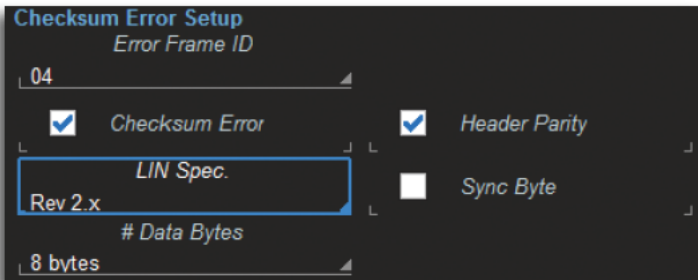 Checksum Error Setup
Error Frame ID
04
Checksum Error
Header Parity
LIN Spec.
Rev 2.x
Sync Byte
# Data Bytes
8 bytes